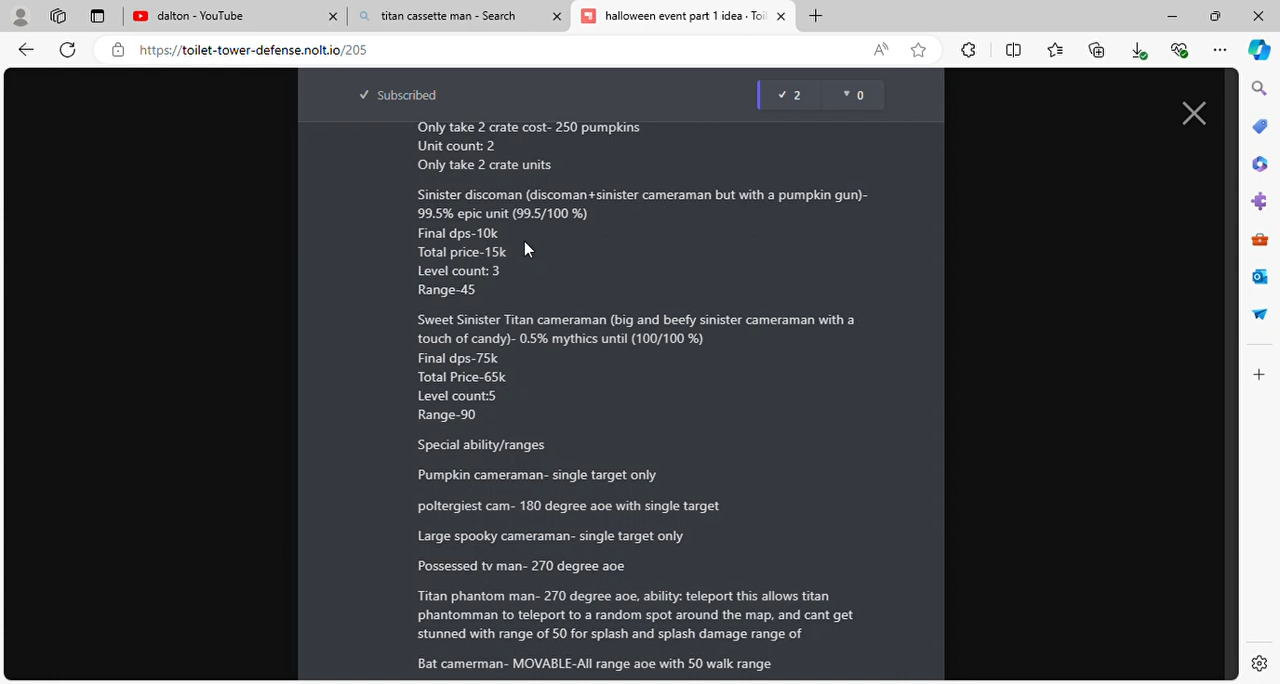 dalton - YouTube
titan cassette man - Search
halloween event part 1 idea · Toi
https://toilet-tower-defense.nolt.io/205
Subscribed
2
0
Only take 2 crate cost- 250 pumpkins
Unit count: 2
Only take 2 crate units
Sinister discoman (discoman+sinister cameraman but with a pumpkin gun)-
99.5% epic unit (99.5/100 %)
Final dps-10k
Total price-15k
Level count: 3
Range-45
Sweet Sinister Titan cameraman (big and beefy sinister cameraman with a
touch of candy)- 0.5% mythics until (100/100 %)
Final dps-75k
Total Price-65k
Level count:5
Range-90
Special ability/ranges
Pumpkin cameraman- single target only
poltergiest cam- 180 degree aoe with single target
Large spooky cameraman- single target only
Possessed tv man- 270 degree aoe
Titan phantom man- 270 degree aoe, ability: teleport this allows titan
phantomman to teleport to a random spot around the map, and cant get
stunned with range of 50 for splash and splash damage range of
Bat camerman- MOVABLE-All range aoe with 50 walk range